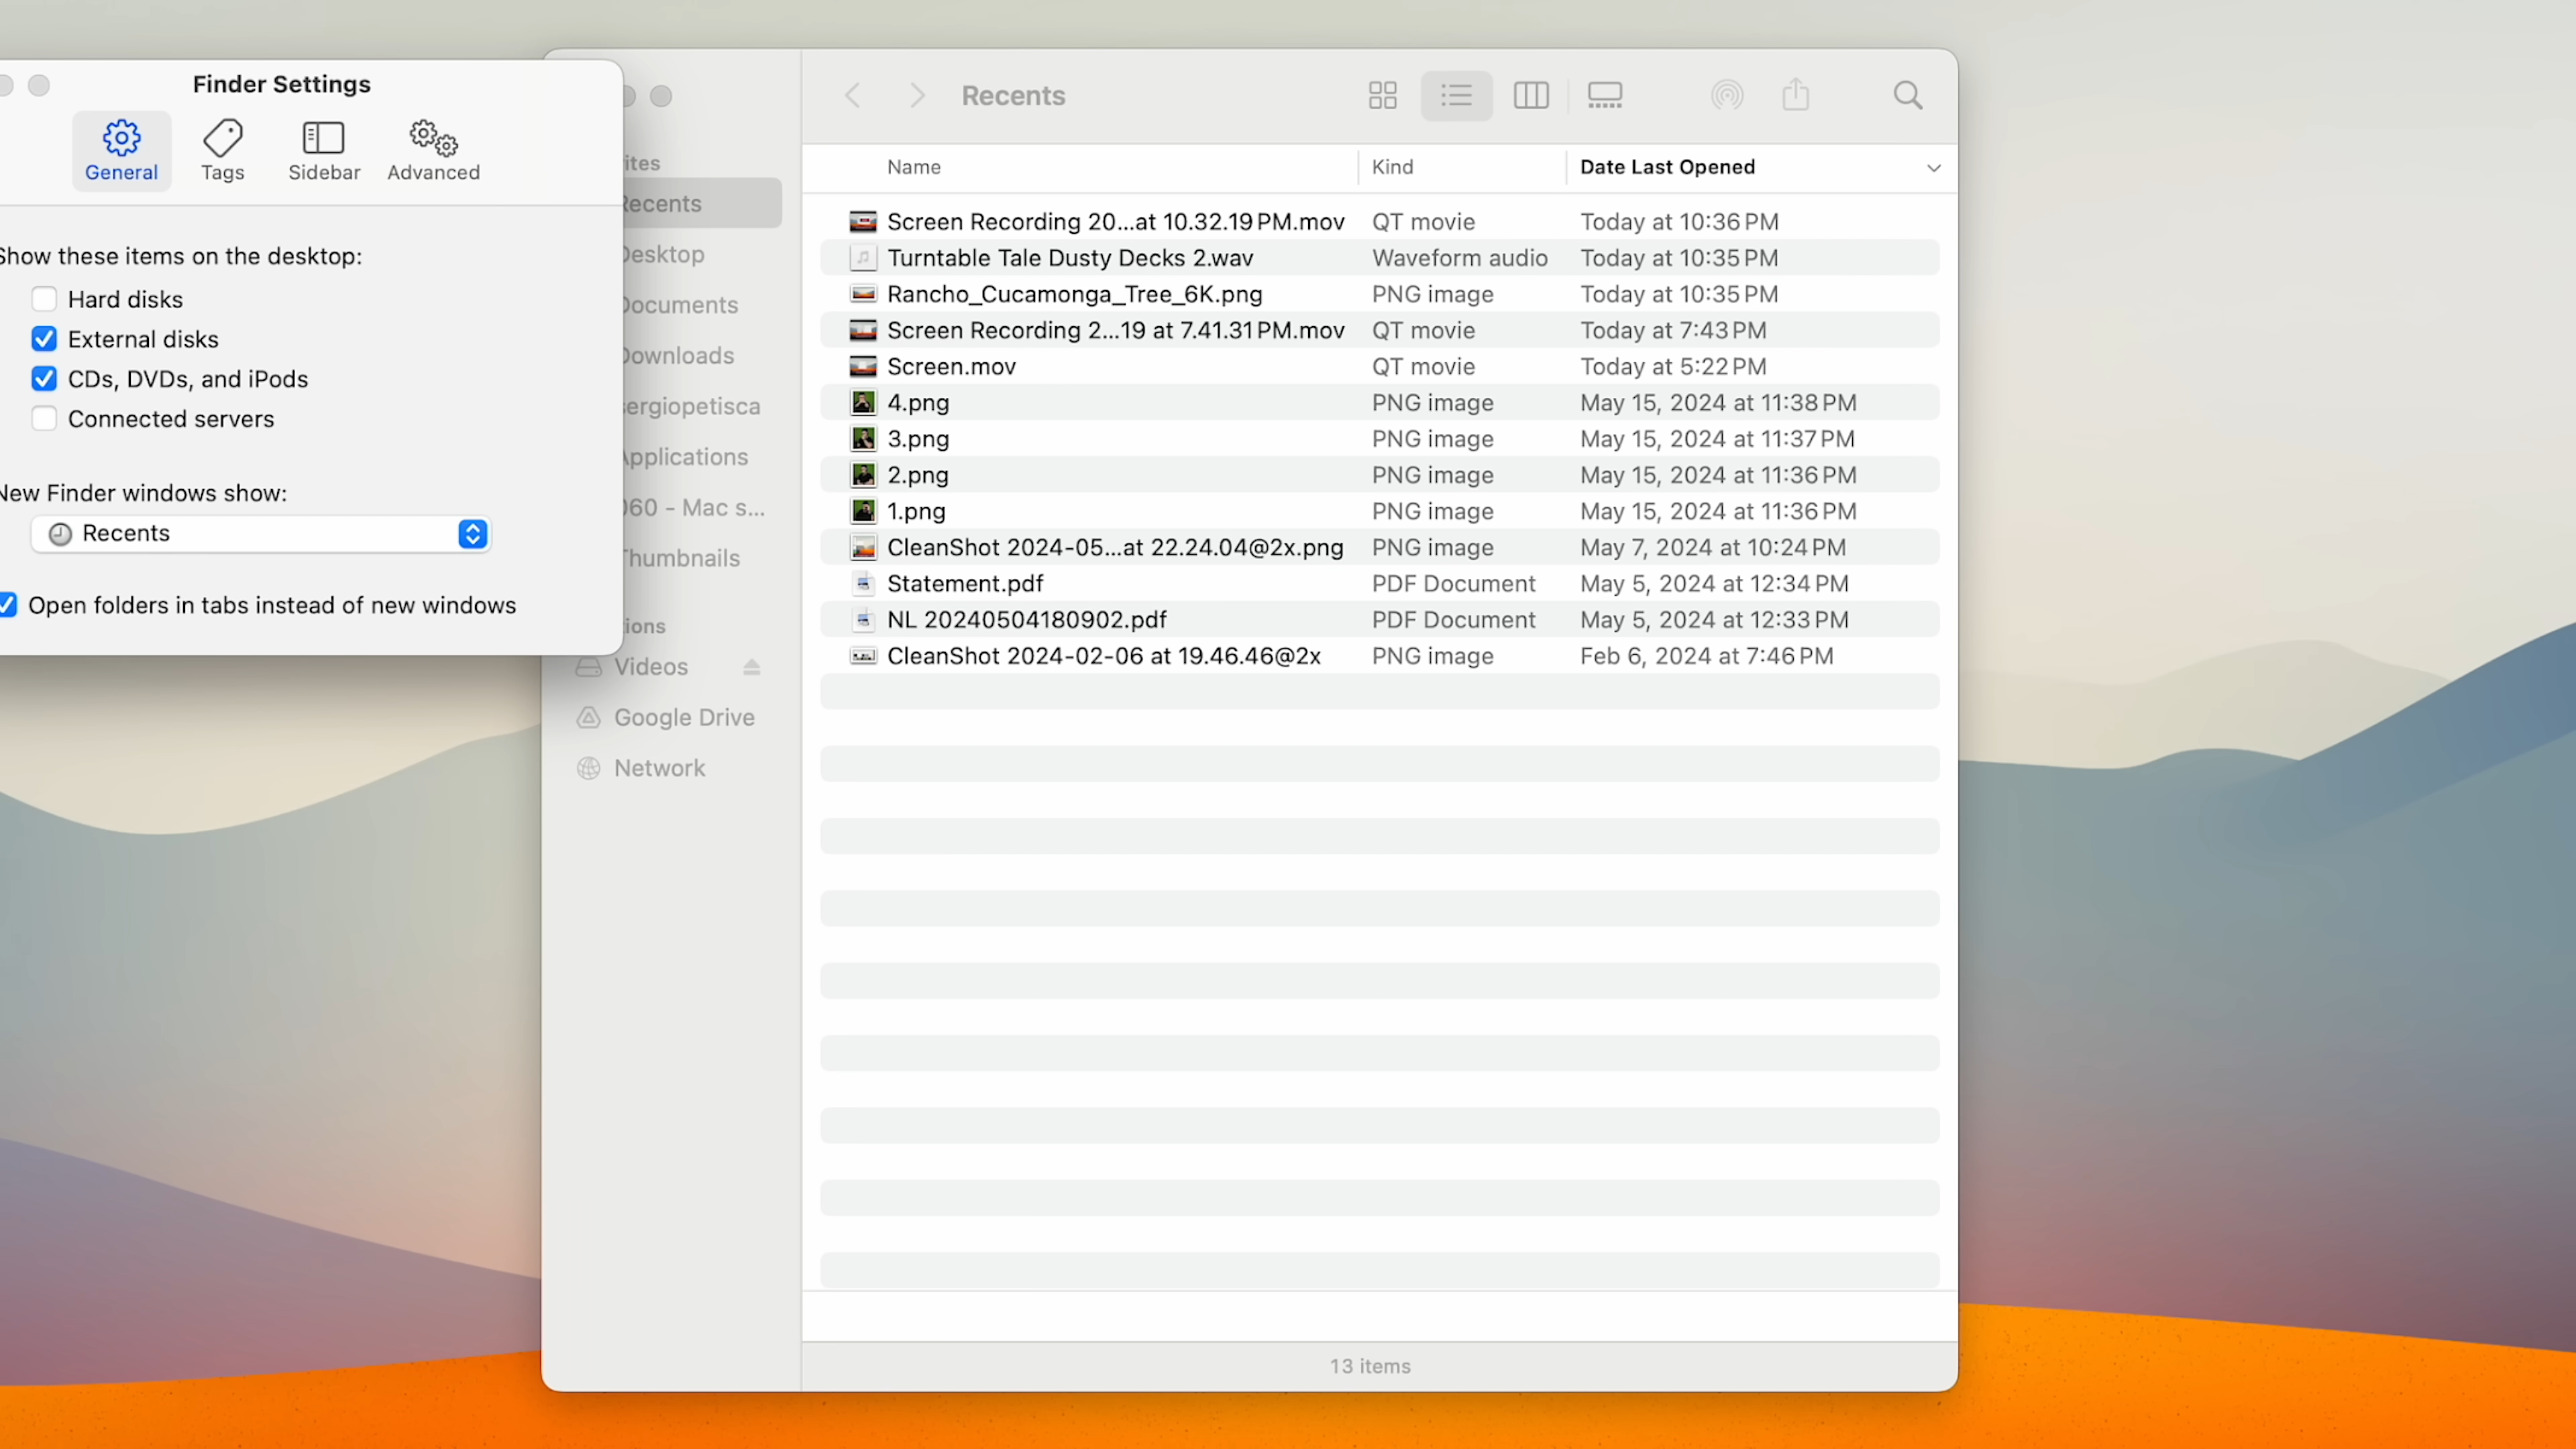 Finder Settings
General
Tags
Sidebar
Advanced
Show these items on the desktop:
Hard disks
External disks
CDs, DVDs, and iPods
Connected servers
New Finder windows show:
Recents
Open folders in tabs instead of new windows
ites
Recents
Desktop
Documents
Downloads
sergiopetisca
Applications
060 - Mac s...
Thumbnails
ions
Videos
Google Drive
Network
Recents
Name Kind Date Last Opened
Screen Recording 20...at 10.32.19 PM.mov QT movie Today at 10:36 PM
Turntable Tale Dusty Decks 2.wav Waveform audio Today at 10:35 PM
Rancho_Cucamonga_Tree_6K.png PNG image Today at 10:35 PM
Screen Recording 2...19 at 7.41.31 PM.mov QT movie Today at 7:43 PM
Screen.mov QT movie Today at 5:22 PM
4.png PNG image May 15, 2024 at 11:38 PM
3.png PNG image May 15, 2024 at 11:37 PM
2.png PNG image May 15, 2024 at 11:36 PM
1.png PNG image May 15, 2024 at 11:36 PM
CleanShot 2024-05...at 22.24.04@2x.png PNG image May 7, 2024 at 10:24 PM
Statement.pdf PDF Document May 5, 2024 at 12:34 PM
NL 20240504180902.pdf PDF Document May 5, 2024 at 12:33 PM
CleanShot 2024-02-06 at 19.46.46@2x PNG image Feb 6, 2024 at 7:46 PM
13 items